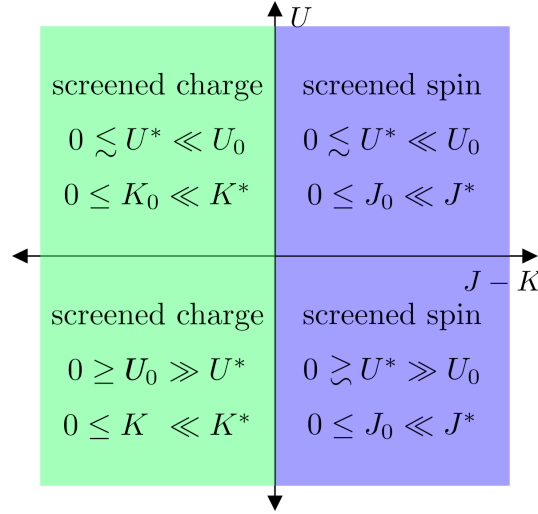 U
screened charge
0 ≲ U* ≪ U₀
0 ≤ K₀ ≪ K*
screened spin
0 ≲ U* ≪ U₀
0 ≤ J₀ ≪ J*
J − K
screened charge
0 ≥ U₀ ≫ U*
0 ≤ K ≪ K*
screened spin
0 ≳ U* ≫ U₀
0 ≤ J₀ ≪ J*